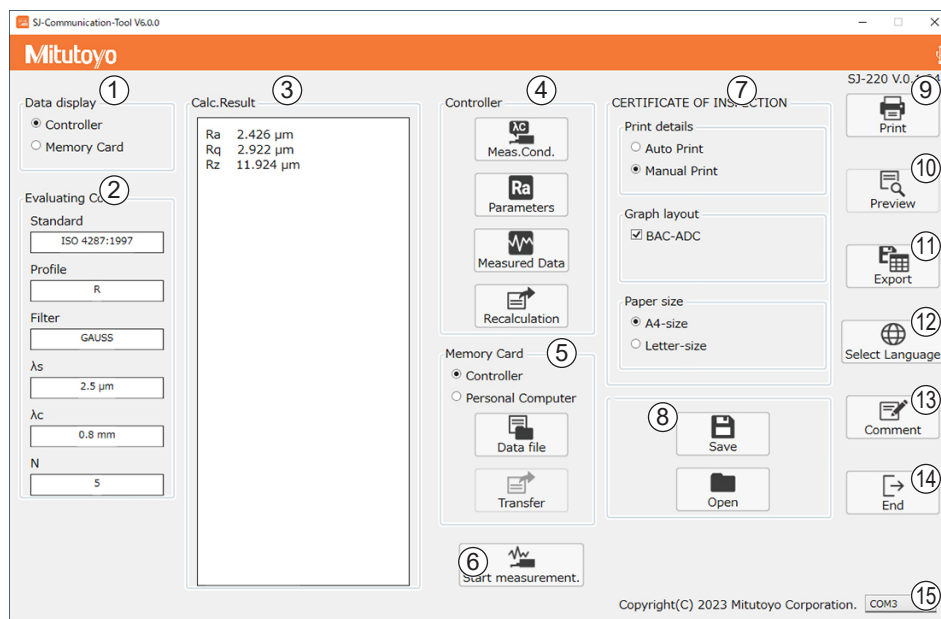 SJ-Communication-Tool V6.0.0
Mitutoyo
SJ-220 V.0.
1
Data display
Controller
Memory Card
2
Evaluating
Standard
ISO 4287:1997
Profile
R
Filter
GAUSS
λs
2.5 µm
λc
0.8 mm
N
5
3
Calc.Result
Ra 2.426 µm
Rq 2.922 µm
Rz 11.924 µm
4
Controller
λC
Meas.Cond.
Ra
Parameters
Measured Data
Recalculation
5
Memory Card
Controller
Personal Computer
Data file
Transfer
6
Start measurement.
7
CERTIFICATE OF INSPECTION
Print details
Auto Print
Manual Print
Graph layout
BAC-ADC
Paper size
A4-size
Letter-size
8
Save
Open
9
Print
10
Preview
11
Export
12
Select Language
13
Comment
14
End
Copyright(C) 2023 Mitutoyo Corporation.
COM3
15